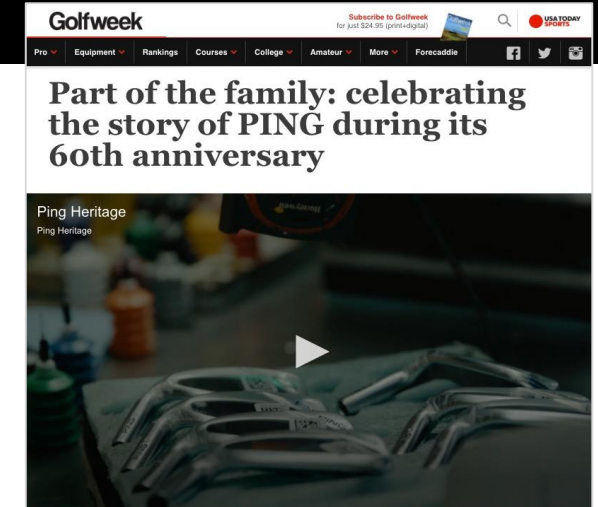 Golfweek
Subscribe to Golfweek
for just $24.95 (print+digital)
USA TODAY
SPORTS
Pro Equipment Rankings Courses College Amateur More Forecaddie
Part of the family: celebrating
the story of PING during its
60th anniversary
Ping Heritage
Ping Heritage